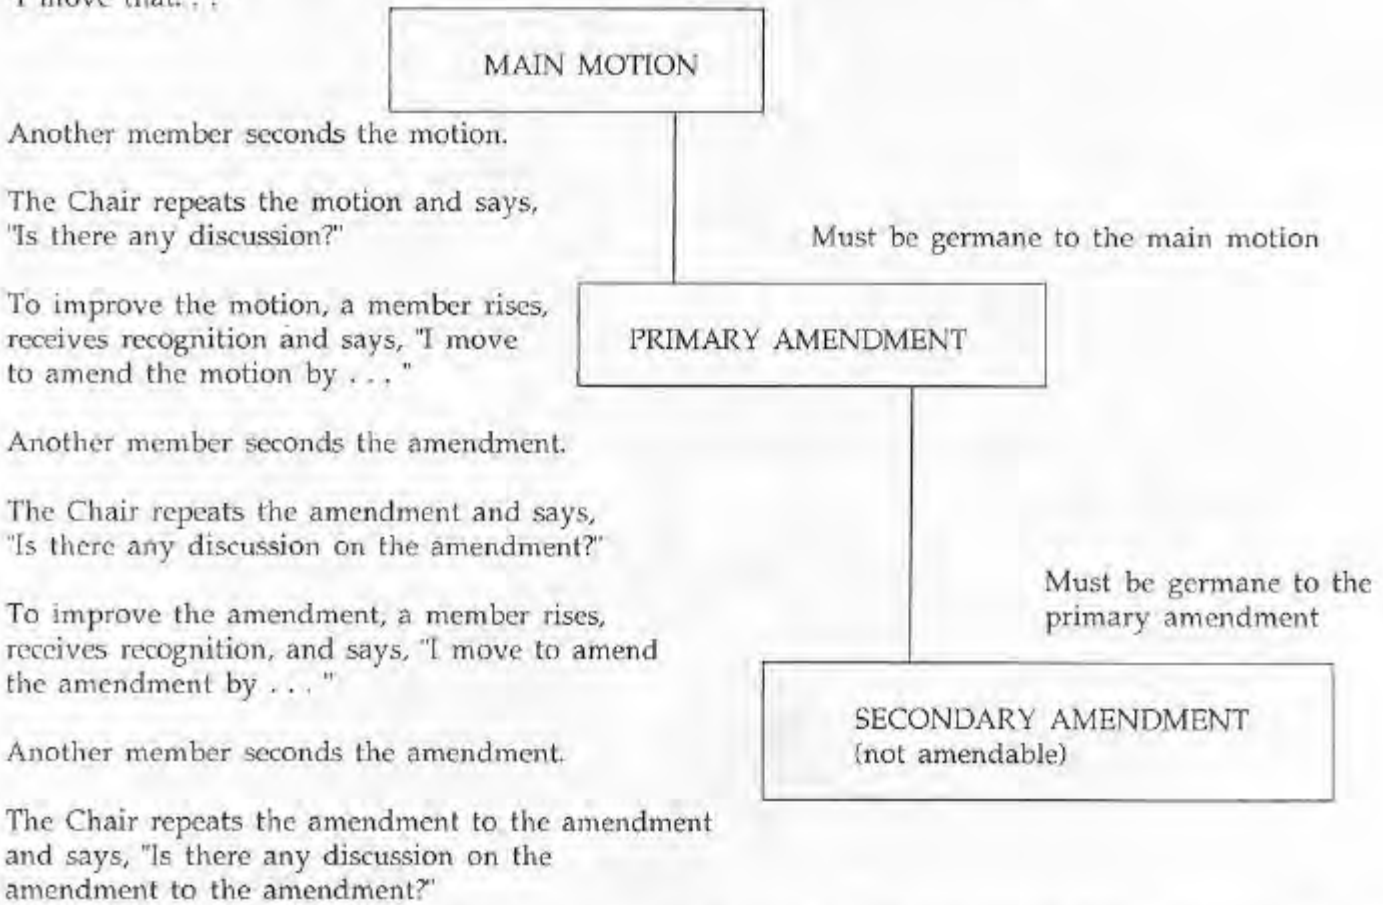 "I move that. . .
MAIN MOTION
Another member seconds the motion.
The Chair repeats the motion and says,
"Is there any discussion?"
Must be germane to the main motion
To improve the motion, a member rises,
receives recognition and says, "I move
to amend the motion by . . . "
PRIMARY AMENDMENT
Another member seconds the amendment.
The Chair repeats the amendment and says,
"Is there any discussion on the amendment?"
Must be germane to the
primary amendment
To improve the amendment, a member rises,
receives recognition, and says, "I move to amend
the amendment by . . . "
SECONDARY AMENDMENT
(not amendable)
Another member seconds the amendment.
The Chair repeats the amendment to the amendment
and says, "Is there any discussion on the
amendment to the amendment?"